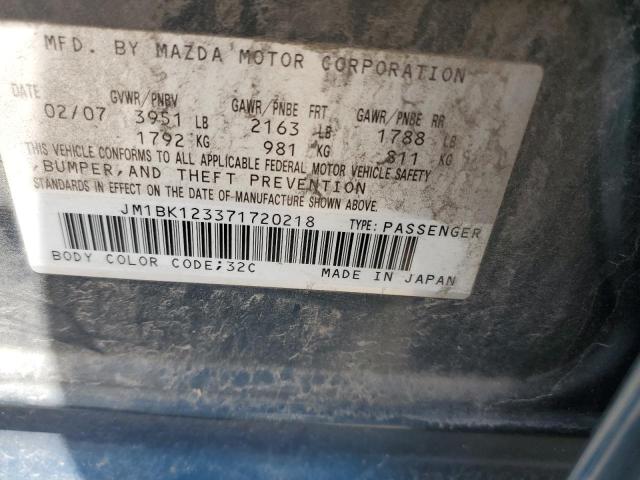 MFD. BY MAZDA MOTOR CORPORATION
DATE GVWR/PNBV GAWR/PNBE FRT GAWR/PNBE RR
02/07 3951 LB 2163 LB 1788 LB
1792 KG 981 KG 811 KG
THIS VEHICLE CONFORMS TO ALL APPLICABLE FEDERAL MOTOR VEHICLE SAFETY
,BUMPER,AND THEFT PREVENTION
STANDARDS IN EFFECT ON THE DATE OF MANUFACTURE SHOWN ABOVE.
JM1BK123371720218 TYPE: PASSENGER
BODY COLOR CODE;32C MADE IN JAPAN